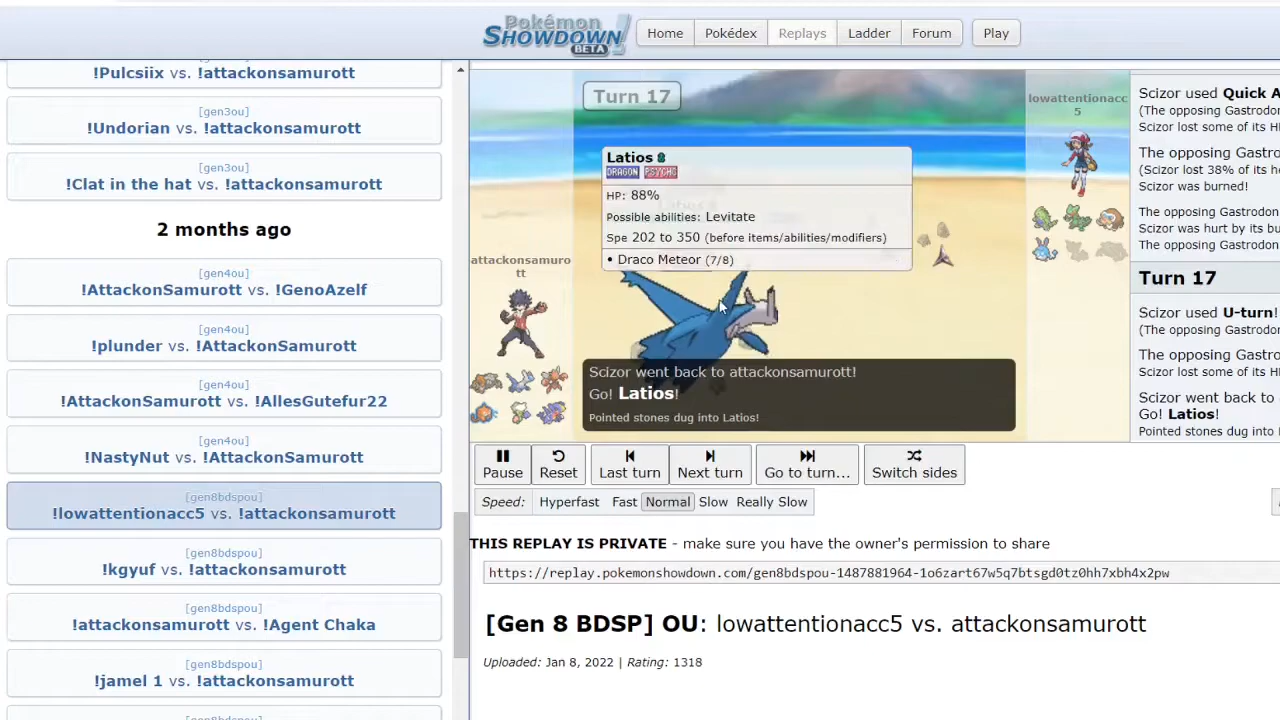 Pokémon
SHOWDOWN!
BETA
Home
Pokédex
Replays
Ladder
Forum
Play
!Pulcsiix vs. !attackonsamurott
[gen3ou]
!Undorian vs. !attackonsamurott
[gen3ou]
!Clat in the hat vs. !attackonsamurott
2 months ago
[gen4ou]
!AttackonSamurott vs. !GenoAzelf
[gen4ou]
!plunder vs. !AttackonSamurott
[gen4ou]
!AttackonSamurott vs. !AllesGutefur22
[gen4ou]
!NastyNut vs. !AttackonSamurott
[gen8bdspou]
!lowattentionacc5 vs. !attackonsamurott
[gen8bdspou]
!kgyuf vs. !attackonsamurott
[gen8bdspou]
!attackonsamurott vs. !Agent Chaka
[gen8bdspou]
!jamel 1 vs. !attackonsamurott
Turn 17
attackonsamuro
tt
Latios
DRAGON PSYCHC
HP: 88%
Possible abilities: Levitate
Spe 202 to 350 (before items/abilities/modifiers)
• Draco Meteor (7/8)
Scizor went back to attackonsamurott!
Go! Latios!
Pointed stones dug into Latios!
lowattentionacc
5
Scizor used Quick A
(The opposing Gastrodon
Scizor lost some of its HI
The opposing Gastro
(Scizor lost 38% of its he
Scizor was burned!
The opposing Gastro
Scizor was hurt by its bu
The opposing Gastro
Turn 17
Scizor used U-turn!
(The opposing Gastrod
The opposing Gastro
Scizor lost some of its H
Scizor went back to a
Go! Latios!
Pointed stones dug into L
Pause
Reset
Last turn
Next turn
Go to turn...
Switch sides
Speed: Hyperfast Fast Normal Slow Really Slow
THIS REPLAY IS PRIVATE - make sure you have the owner's permission to share
https://replay.pokemonshowdown.com/gen8bdspou-1487881964-1o6zart67w5q7btsgd0tz0hh7xbh4x2pw
[Gen 8 BDSP] OU: lowattentionacc5 vs. attackonsamurott
Uploaded: Jan 8, 2022 | Rating: 1318